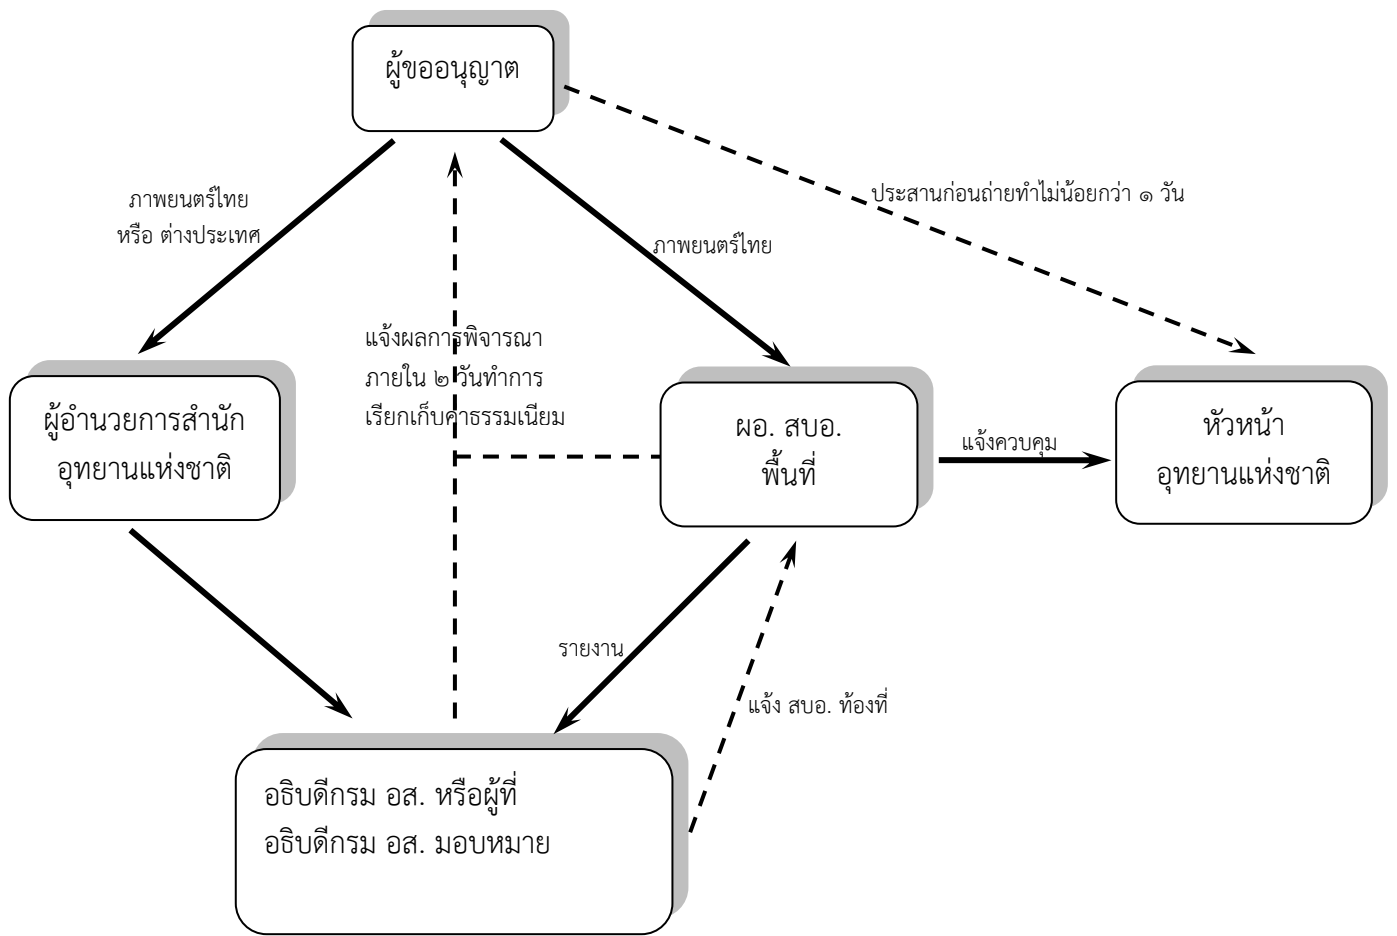 ผู้ขออนุญาต
ภาพยนตร์ไทย
หรือ ต่างประเทศ
ประสานก่อนถ่ายทำไม่น้อยกว่า ๑ วัน
ภาพยนตร์ไทย
แจ้งผลการพิจารณา
ภายใน ๒ วันทำการ
เรียกเก็บค่าธรรมเนียม
ผู้อำนวยการสำนัก
อุทยานแห่งชาติ
ผอ. สบอ.
พื้นที่
แจ้งควบคุม
หัวหน้า
อุทยานแห่งชาติ
รายงาน
แจ้ง สบอ. ท้องที่
อธิบดีกรม อส. หรือผู้ที่
อธิบดีกรม อส. มอบหมาย